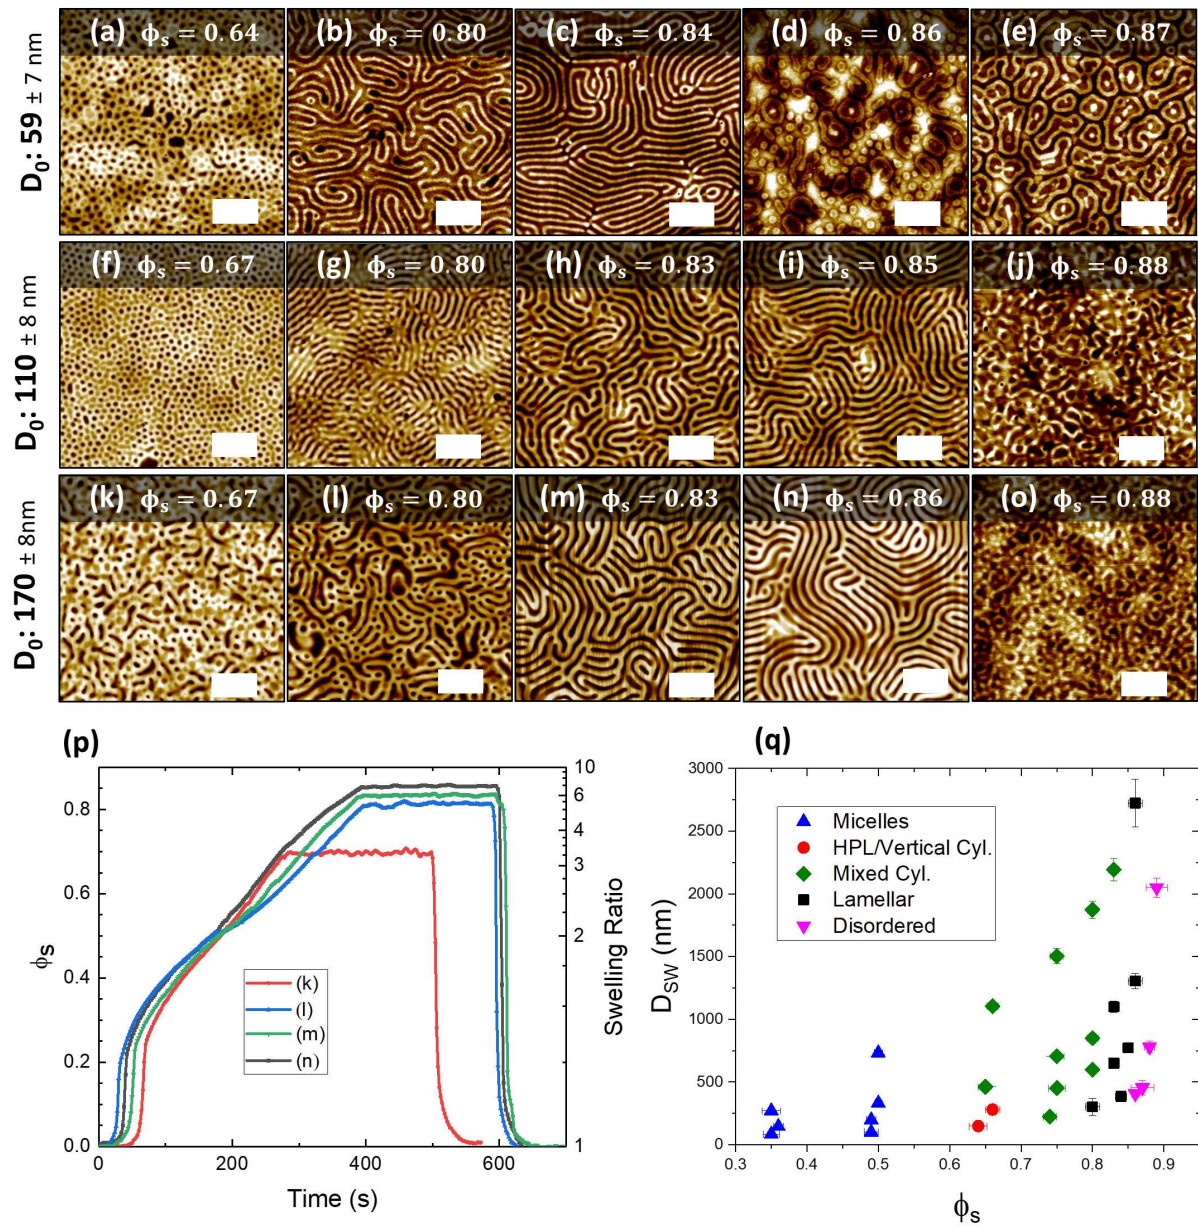 D₀: 59 ± 7 nm
(a) ϕₛ = 0.64
(b) ϕₛ = 0.80
(c) ϕₛ = 0.84
(d) ϕₛ = 0.86
(e) ϕₛ = 0.87
D₀: 110 ± 8 nm
(f) ϕₛ = 0.67
(g) ϕₛ = 0.80
(h) ϕₛ = 0.83
(i) ϕₛ = 0.85
(j) ϕₛ = 0.88
D₀: 170 ± 8nm
(k) ϕₛ = 0.67
(l) ϕₛ = 0.80
(m) ϕₛ = 0.83
(n) ϕₛ = 0.86
(o) ϕₛ = 0.88
(p)
ϕₛ
0.8
0.6
0.4
0.2
0.0
0
200
400
600
Time (s)
10
8
6
4
3
2
1
Swelling Ratio
(k)
(l)
(m)
(n)
(q)
D_SW (nm)
3000
2500
2000
1500
1000
500
0
0.3
0.4
0.5
0.6
0.7
0.8
0.9
ϕₛ
Micelles
HPL/Vertical Cyl.
Mixed Cyl.
Lamellar
Disordered